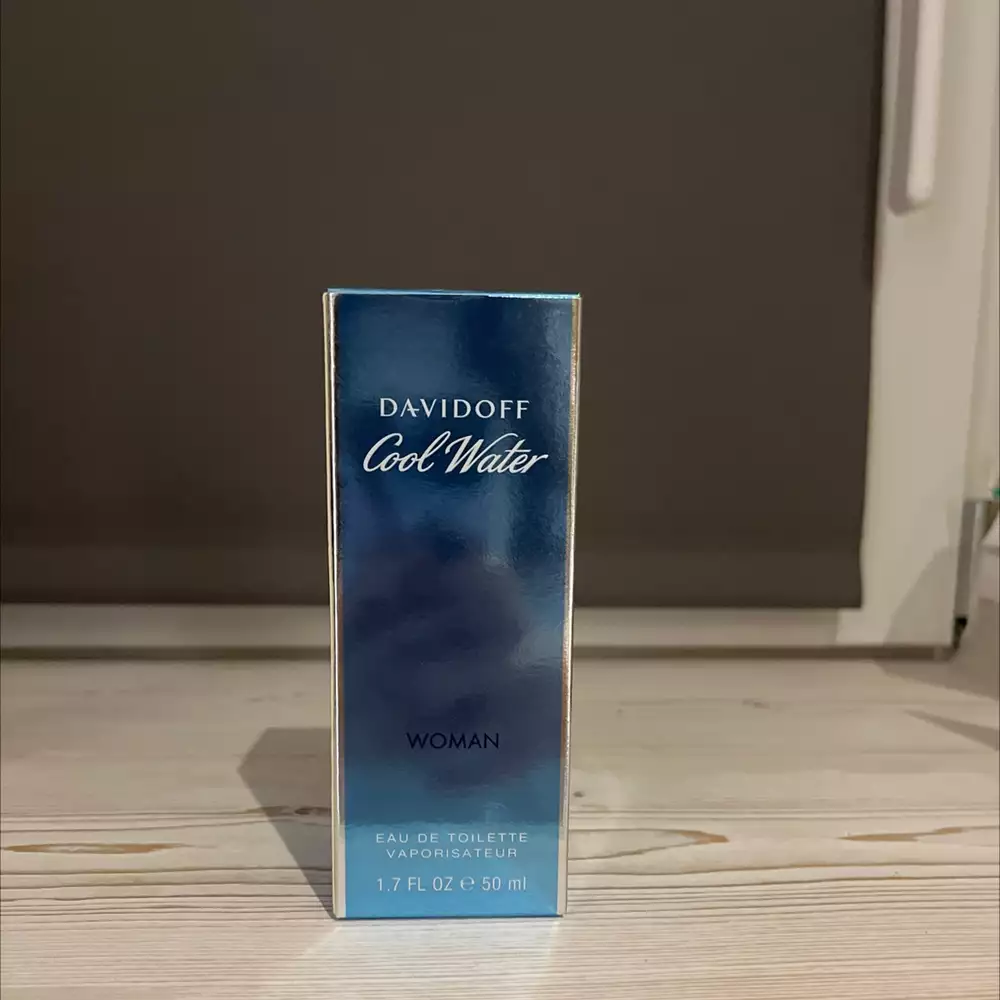 DAVIDOFF
Cool Water
WOMAN
EAU DE TOILETTE
VAPORISATEUR
1.7 FL OZ ℮ 50 ml